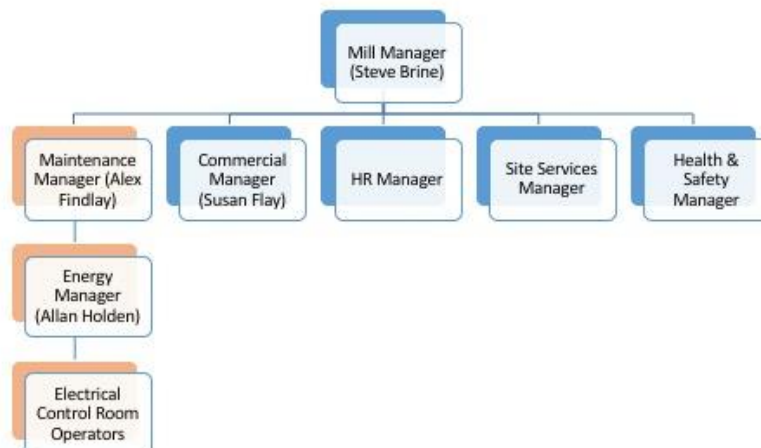 Mill Manager
(Steve Brine)
Maintenance
Manager (Alex
Findlay)
Commercial
Manager
(Susan Flay)
HR Manager
Site Services
Manager
Health &
Safety
Manager
Energy
Manager
(Allan Holden)
Electrical
Control Room
Operators